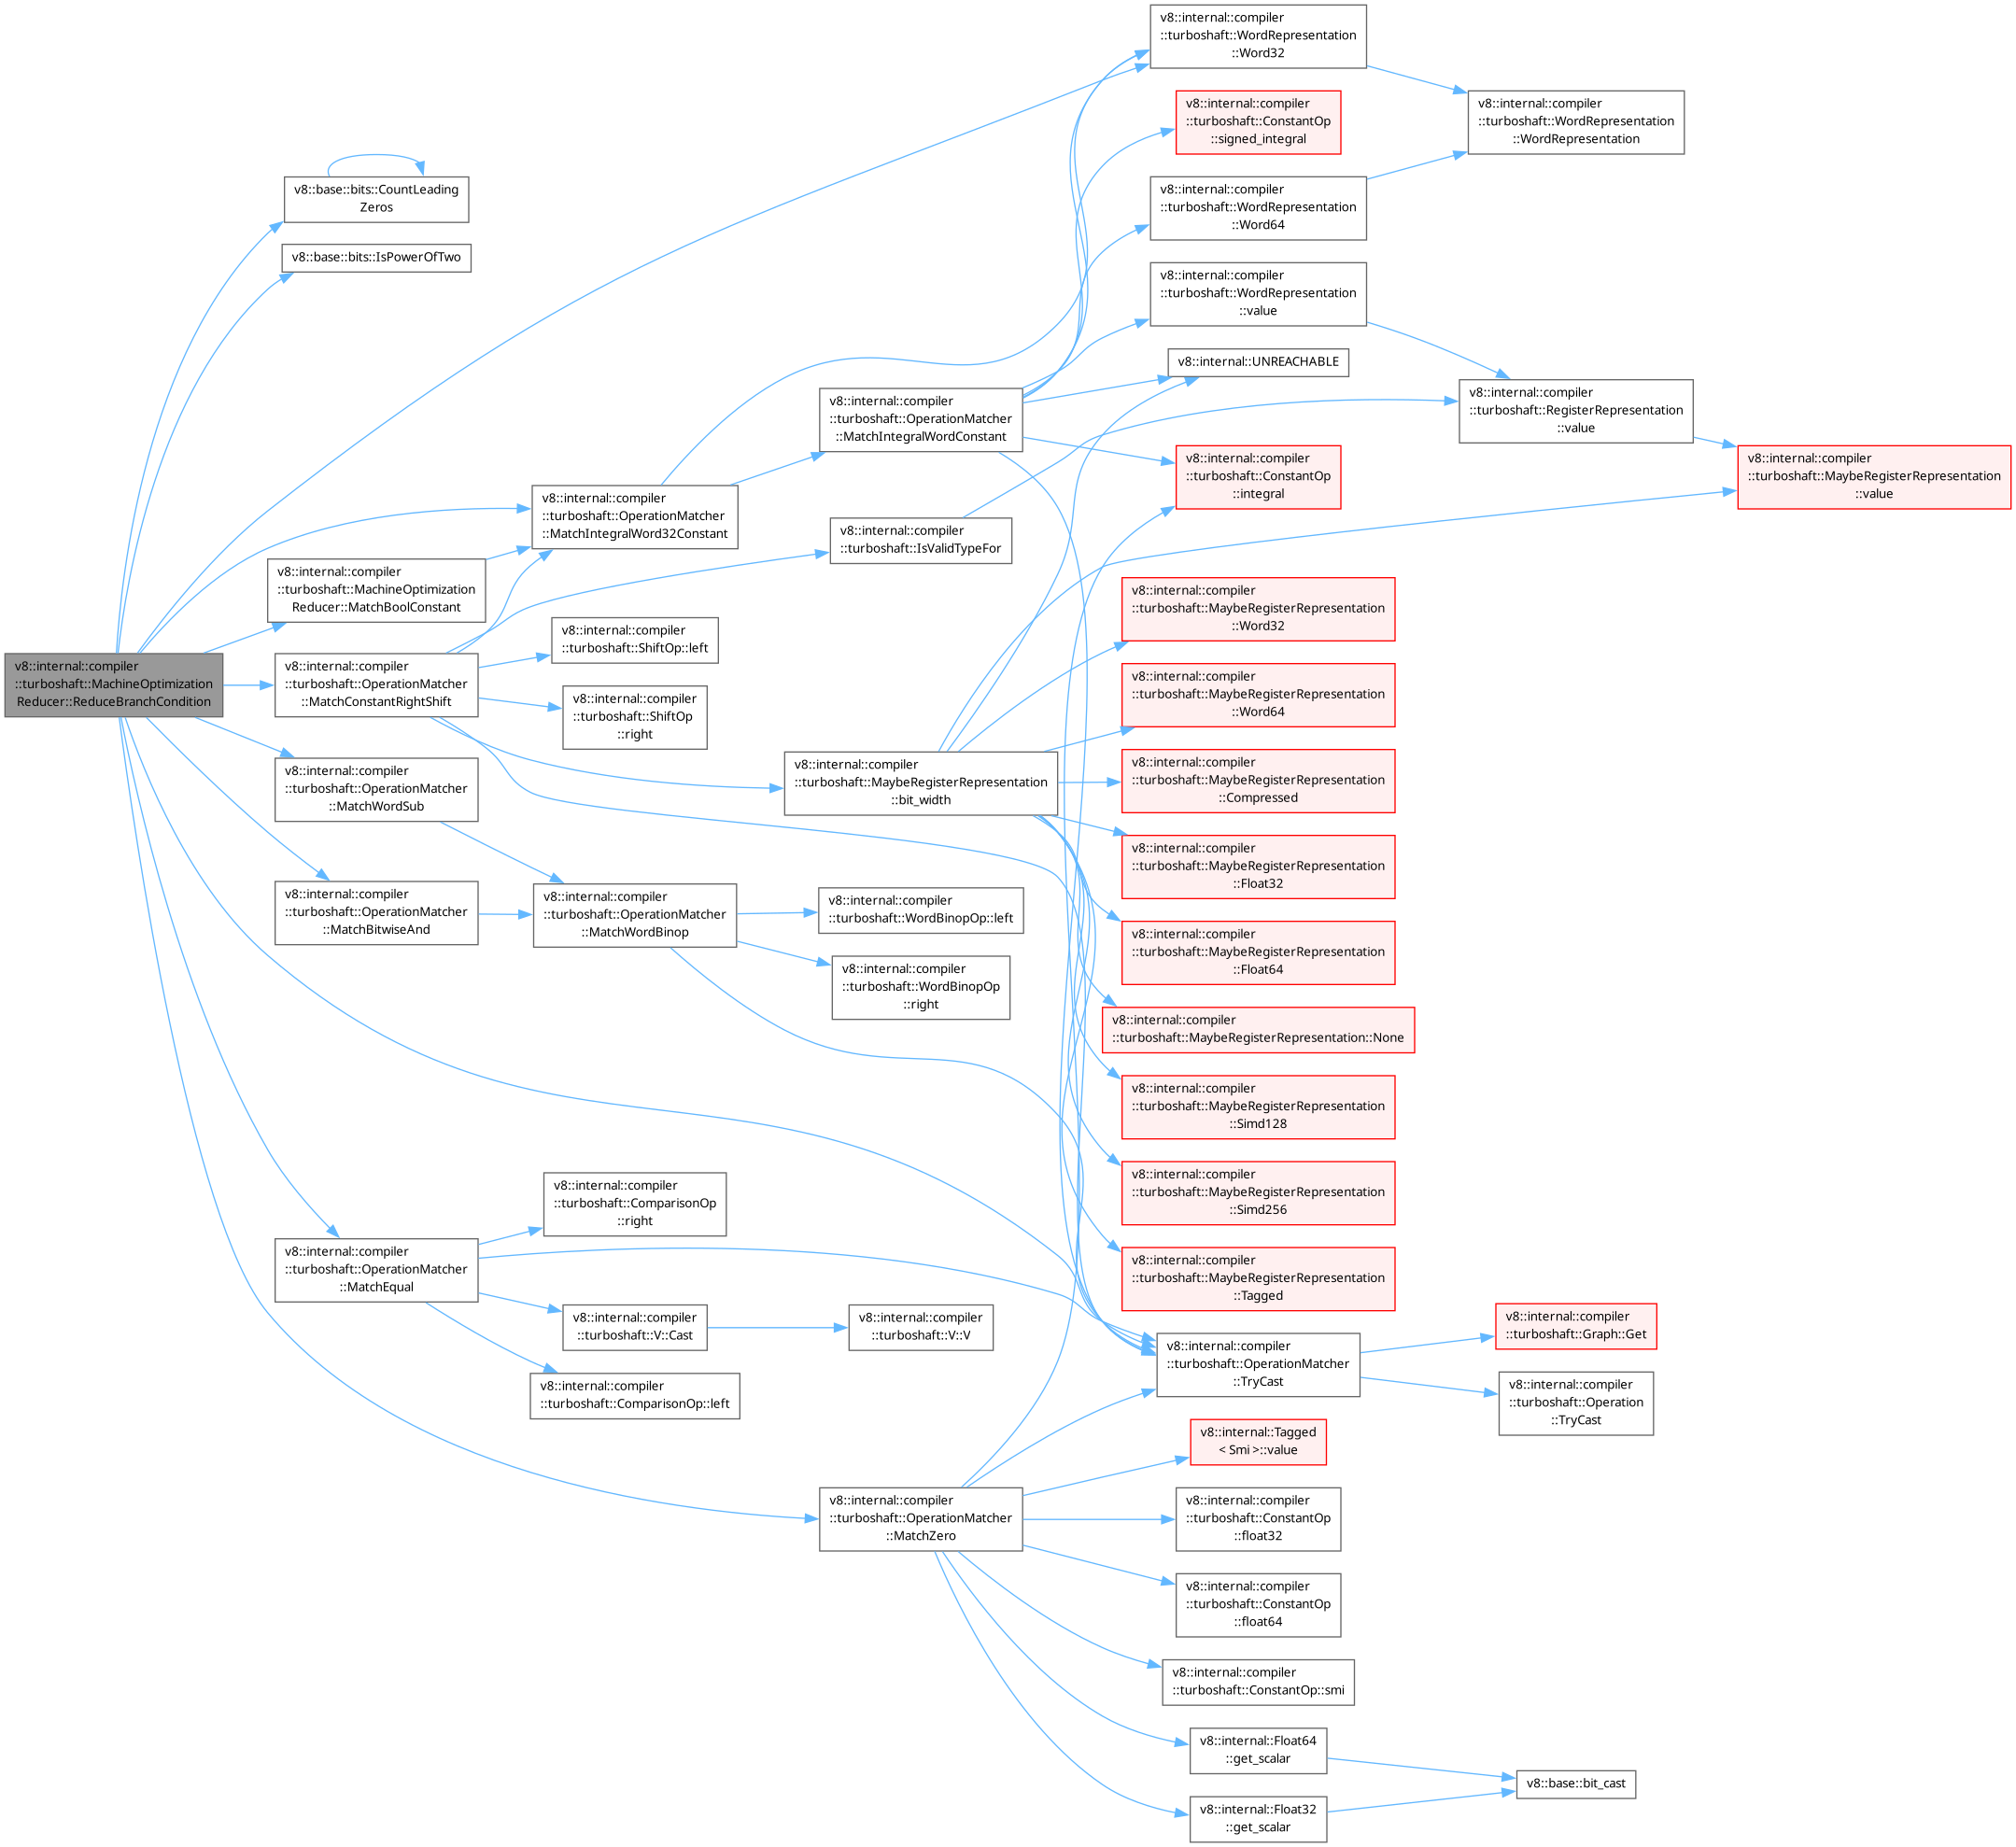 v8::internal::compiler
::turboshaft::MachineOptimization
Reducer::ReduceBranchCondition
v8::base::bits::CountLeading
Zeros
v8::base::bits::IsPowerOfTwo
v8::internal::compiler
::turboshaft::MachineOptimization
Reducer::MatchBoolConstant
v8::internal::compiler
::turboshaft::OperationMatcher
::MatchConstantRightShift
v8::internal::compiler
::turboshaft::OperationMatcher
::MatchWordSub
v8::internal::compiler
::turboshaft::OperationMatcher
::MatchBitwiseAnd
v8::internal::compiler
::turboshaft::OperationMatcher
::MatchEqual
v8::internal::compiler
::turboshaft::OperationMatcher
::MatchIntegralWord32Constant
v8::internal::compiler
::turboshaft::ShiftOp::left
v8::internal::compiler
::turboshaft::ShiftOp
::right
v8::internal::compiler
::turboshaft::OperationMatcher
::MatchWordBinop
v8::internal::compiler
::turboshaft::ComparisonOp
::right
v8::internal::compiler
::turboshaft::V::Cast
v8::internal::compiler
::turboshaft::ComparisonOp::left
v8::internal::compiler
::turboshaft::OperationMatcher
::MatchIntegralWordConstant
v8::internal::compiler
::turboshaft::IsValidTypeFor
v8::internal::compiler
::turboshaft::MaybeRegisterRepresentation
::bit_width
v8::internal::compiler
::turboshaft::WordBinopOp::left
v8::internal::compiler
::turboshaft::WordBinopOp
::right
v8::internal::compiler
::turboshaft::V::V
v8::internal::compiler
::turboshaft::OperationMatcher
::MatchZero
v8::internal::compiler
::turboshaft::WordRepresentation
::Word32
v8::internal::compiler
::turboshaft::ConstantOp
::signed_integral
v8::internal::compiler
::turboshaft::WordRepresentation
::Word64
v8::internal::compiler
::turboshaft::WordRepresentation
::value
v8::internal::UNREACHABLE
v8::internal::compiler
::turboshaft::ConstantOp
::integral
v8::internal::compiler
::turboshaft::MaybeRegisterRepresentation
::Word32
v8::internal::compiler
::turboshaft::MaybeRegisterRepresentation
::Word64
v8::internal::compiler
::turboshaft::MaybeRegisterRepresentation
::Compressed
v8::internal::compiler
::turboshaft::MaybeRegisterRepresentation
::Float32
v8::internal::compiler
::turboshaft::MaybeRegisterRepresentation
::Float64
v8::internal::compiler
::turboshaft::MaybeRegisterRepresentation::None
v8::internal::compiler
::turboshaft::MaybeRegisterRepresentation
::Simd128
v8::internal::compiler
::turboshaft::MaybeRegisterRepresentation
::Simd256
v8::internal::compiler
::turboshaft::MaybeRegisterRepresentation
::Tagged
v8::internal::compiler
::turboshaft::OperationMatcher
::TryCast
v8::internal::Tagged
< Smi >::value
v8::internal::compiler
::turboshaft::ConstantOp
::float32
v8::internal::compiler
::turboshaft::ConstantOp
::float64
v8::internal::compiler
::turboshaft::ConstantOp::smi
v8::internal::Float64
::get_scalar
v8::internal::Float32
::get_scalar
v8::internal::compiler
::turboshaft::WordRepresentation
::WordRepresentation
v8::internal::compiler
::turboshaft::RegisterRepresentation
::value
v8::internal::compiler
::turboshaft::MaybeRegisterRepresentation
::value
v8::internal::compiler
::turboshaft::Graph::Get
v8::internal::compiler
::turboshaft::Operation
::TryCast
v8::base::bit_cast